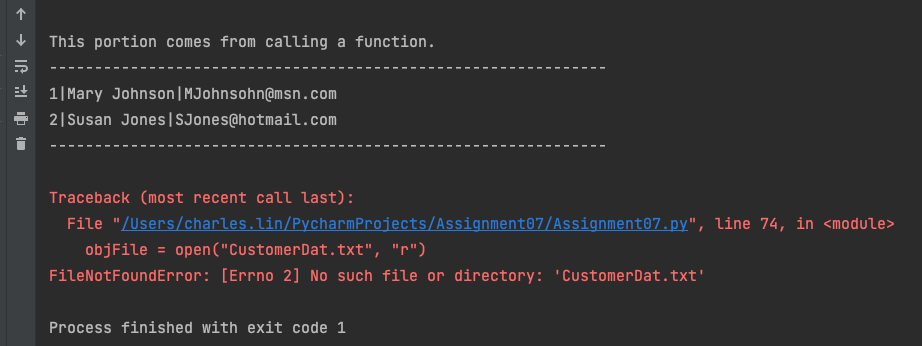 This portion comes from calling a function.
--------------------------------------------------------------
1|Mary Johnson|MJohnsohn@msn.com
2|Susan Jones|SJones@hotmail.com
--------------------------------------------------------------
Traceback (most recent call last):
File "/Users/charles.lin/PycharmProjects/Assignment07/Assignment07.py", line 74, in <module>
objFile = open("CustomerDat.txt", "r")
FileNotFoundError: [Errno 2] No such file or directory: 'CustomerDat.txt'
Process finished with exit code 1